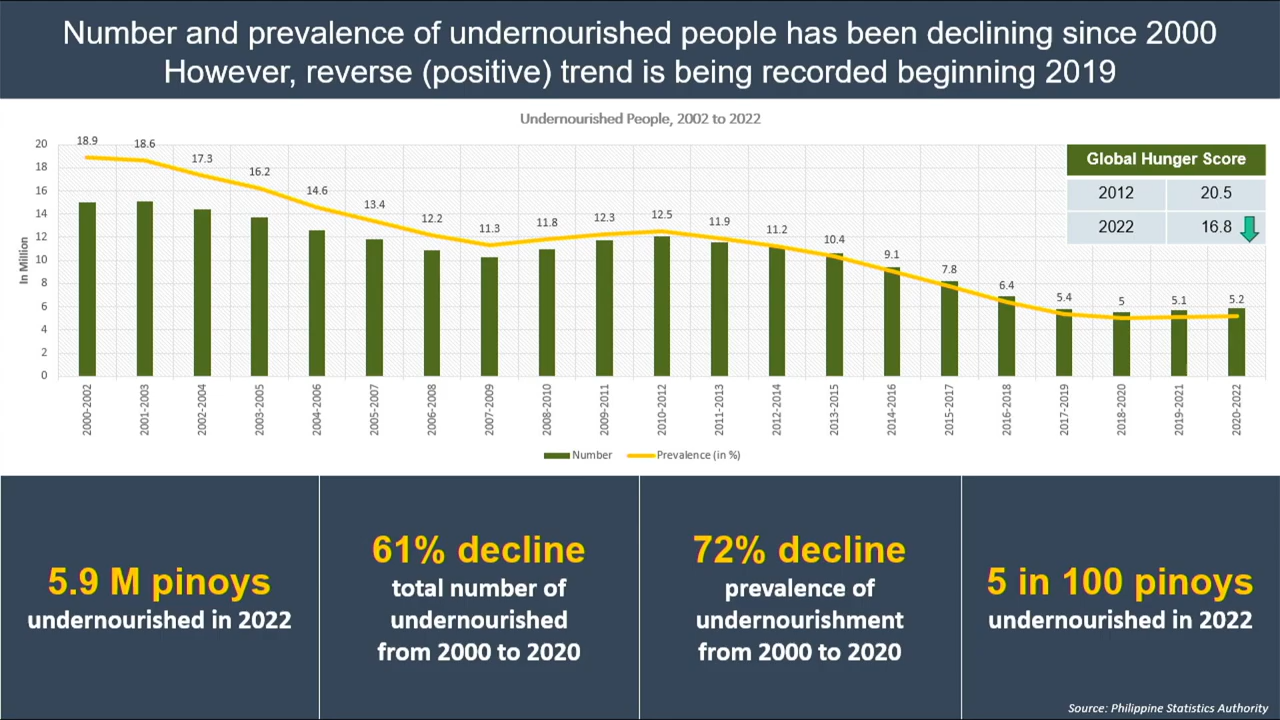 Number and prevalence of undernourished people has been declining since 2000
However, reverse (positive) trend is being recorded beginning 2019
Undernourished People, 2002 to 2022
In Million
20
18
16
14
12
10
8
6
4
2
0
18.9
18.6
17.3
16.2
14.6
13.4
12.2
11.3
11.8
12.3
12.5
11.9
11.2
10.4
9.1
7.8
6.4
5.4
5
5.1
5.2
Global Hunger Score
2012 20.5
2022 16.8
2000-2002
2001-2003
2002-2004
2003-2005
2004-2006
2005-2007
2006-2008
2007-2009
2008-2010
2009-2011
2010-2012
2011-2013
2012-2014
2013-2015
2014-2016
2015-2017
2016-2018
2017-2019
2018-2020
2019-2021
2020-2022
Number Prevalence (in %)
5.9 M pinoys
undernourished in 2022
61% decline
total number of
undernourished
from 2000 to 2020
72% decline
prevalence of
undernourishment
from 2000 to 2020
5 in 100 pinoys
undernourished in 2022
Source: Philippine Statistics Authority